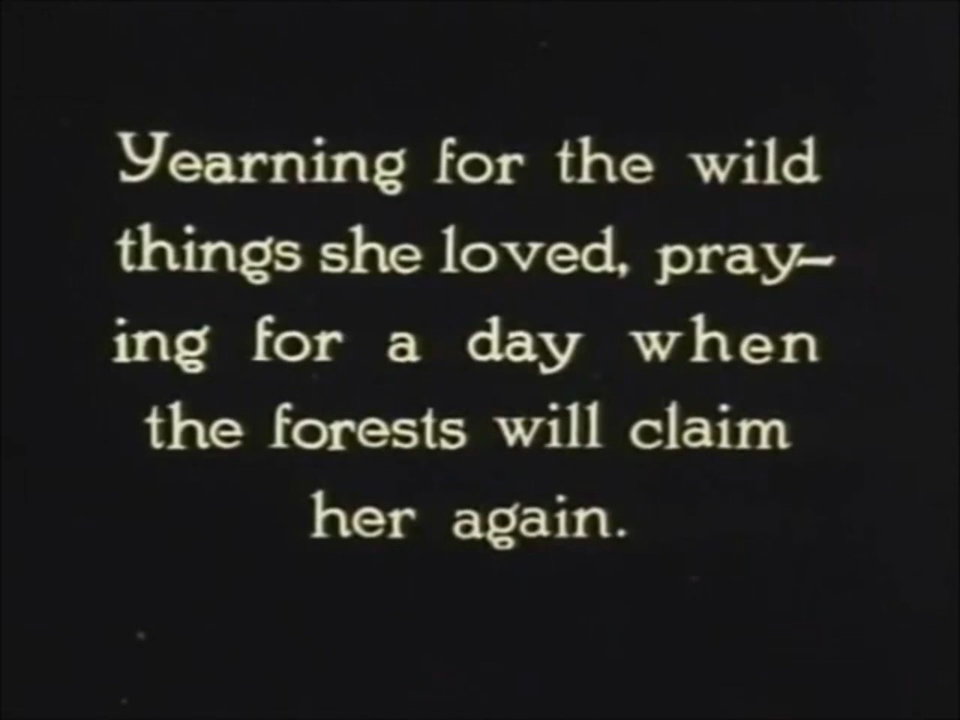 Yearning for the wild
things she loved, pray-
ing for a day when
the forests will claim
her again.